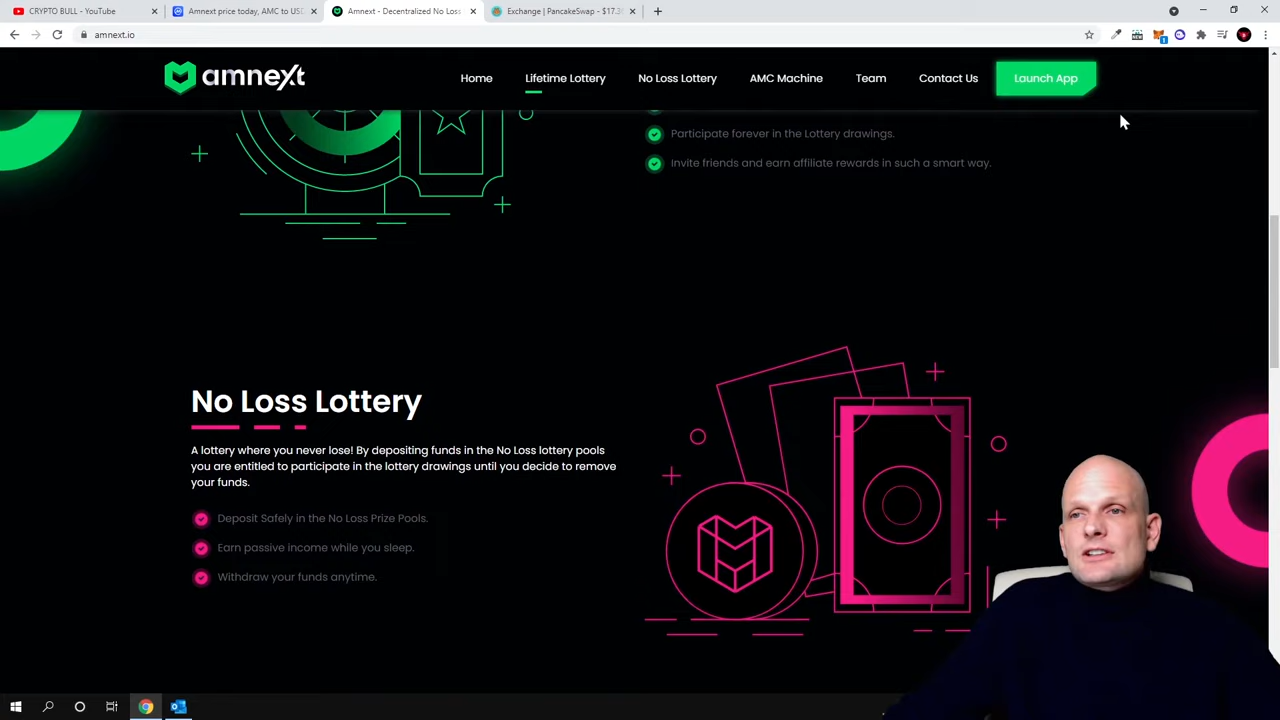 CRYPTO BULL - YouTube
Amnext price today, AMC to USD
Amnext - Decentralized No Loss
Exchange | PancakeSwap - $17.3
amnext.io
amnext
Home
Lifetime Lottery
No Loss Lottery
AMC Machine
Team
Contact Us
Launch App
Participate forever in the Lottery drawings.
Invite friends and earn affiliate rewards in such a smart way.
No Loss Lottery
A lottery where you never lose! By depositing funds in the No Loss lottery pools
you are entitled to participate in the lottery drawings until you decide to remove
your funds.
Deposit Safely in the No Loss Prize Pools.
Earn passive income while you sleep.
Withdraw your funds anytime.